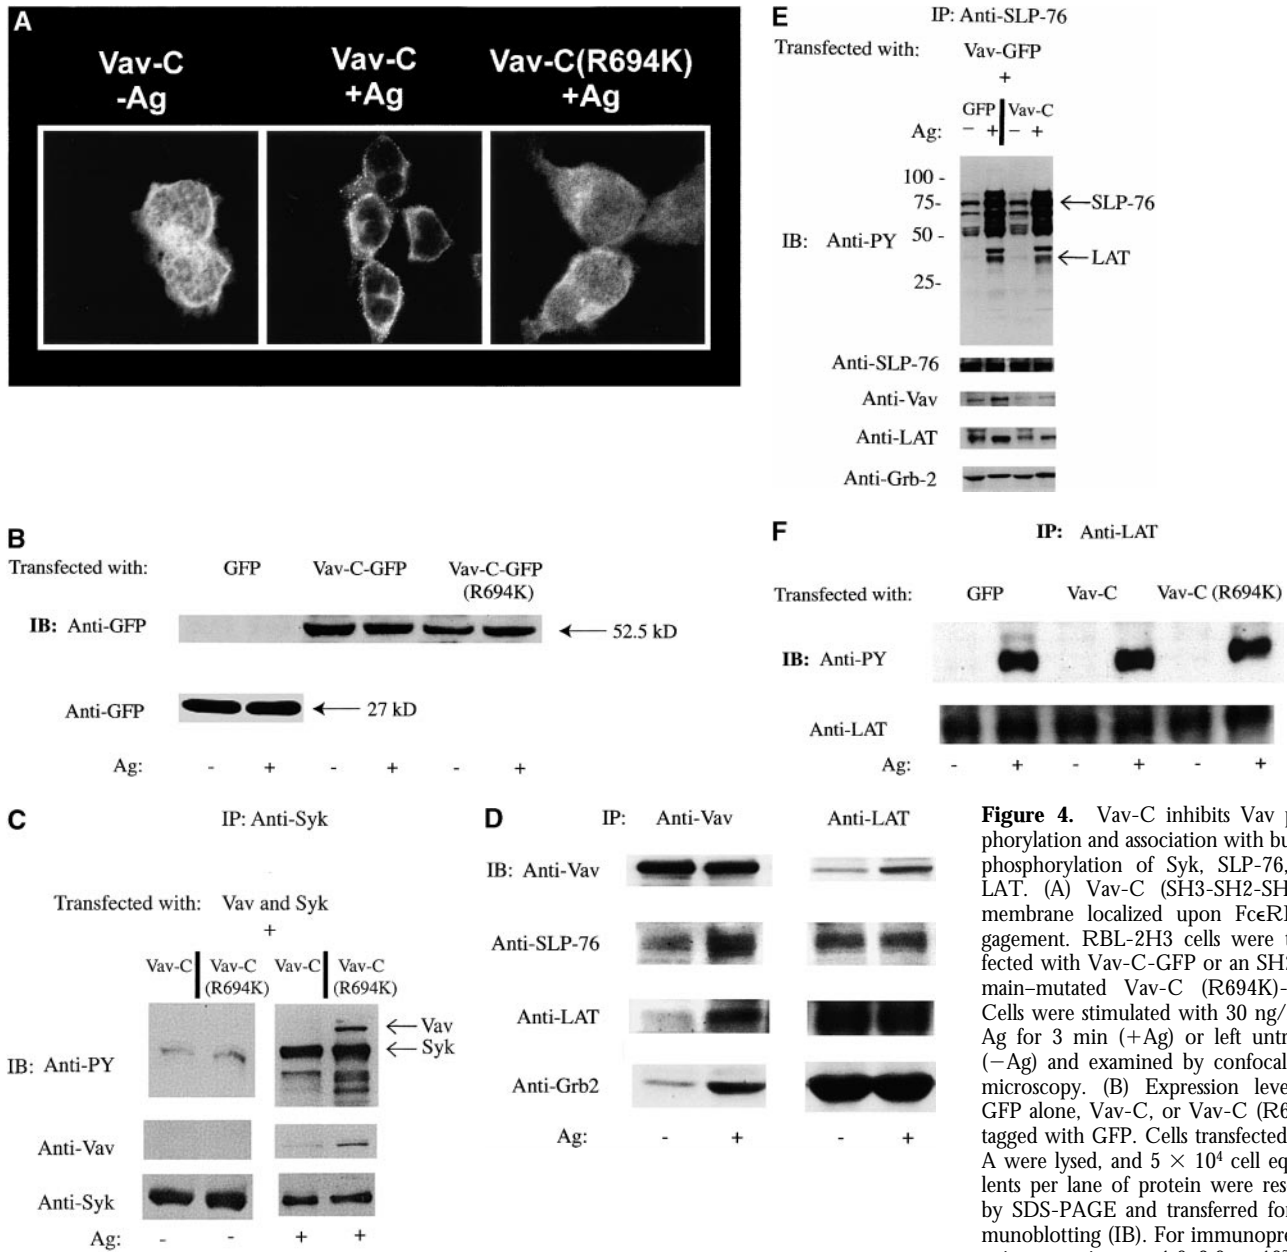 A
Vav-C -Ag
Vav-C +Ag
Vav-C(R694K) +Ag
B
Transfected with: GFP Vav-C-GFP Vav-C-GFP (R694K)
IB: Anti-GFP 52.5 kD
Anti-GFP 27 kD
Ag: - + - + - +
C
IP: Anti-Syk
Transfected with: Vav and Syk
+
Vav-C Vav-C (R694K) Vav-C Vav-C (R694K)
IB: Anti-PY
Vav
Syk
Anti-Vav
Anti-Syk
Ag: - - + +
D
IP: Anti-Vav Anti-LAT
IB: Anti-Vav
Anti-SLP-76
Anti-LAT
Anti-Grb2
Ag: - + - +
E
IP: Anti-SLP-76
Transfected with: Vav-GFP
+
GFP Vav-C
Ag: - + - +
100 -
75-
SLP-76
IB: Anti-PY 50 -
LAT
25-
Anti-SLP-76
Anti-Vav
Anti-LAT
Anti-Grb-2
F
IP: Anti-LAT
Transfected with: GFP Vav-C Vav-C (R694K)
IB: Anti-PY
Anti-LAT
Ag: - + - + - +
Figure 4. Vav-C inhibits Vav p
phorylation and association with bu
phosphorylation of Syk, SLP-76,
LAT. (A) Vav-C (SH3-SH2-SH
membrane localized upon FcεRI
gagement. RBL-2H3 cells were t
fected with Vav-C-GFP or an SH2
main–mutated Vav-C (R694K)-
Cells were stimulated with 30 ng/
Ag for 3 min (+Ag) or left untr
(−Ag) and examined by confocal
microscopy. (B) Expression leve
GFP alone, Vav-C, or Vav-C (R6
tagged with GFP. Cells transfected
A were lysed, and 5 × 10⁴ cell eq
lents per lane of protein were res
by SDS-PAGE and transferred for
munoblotting (IB). For immunopre